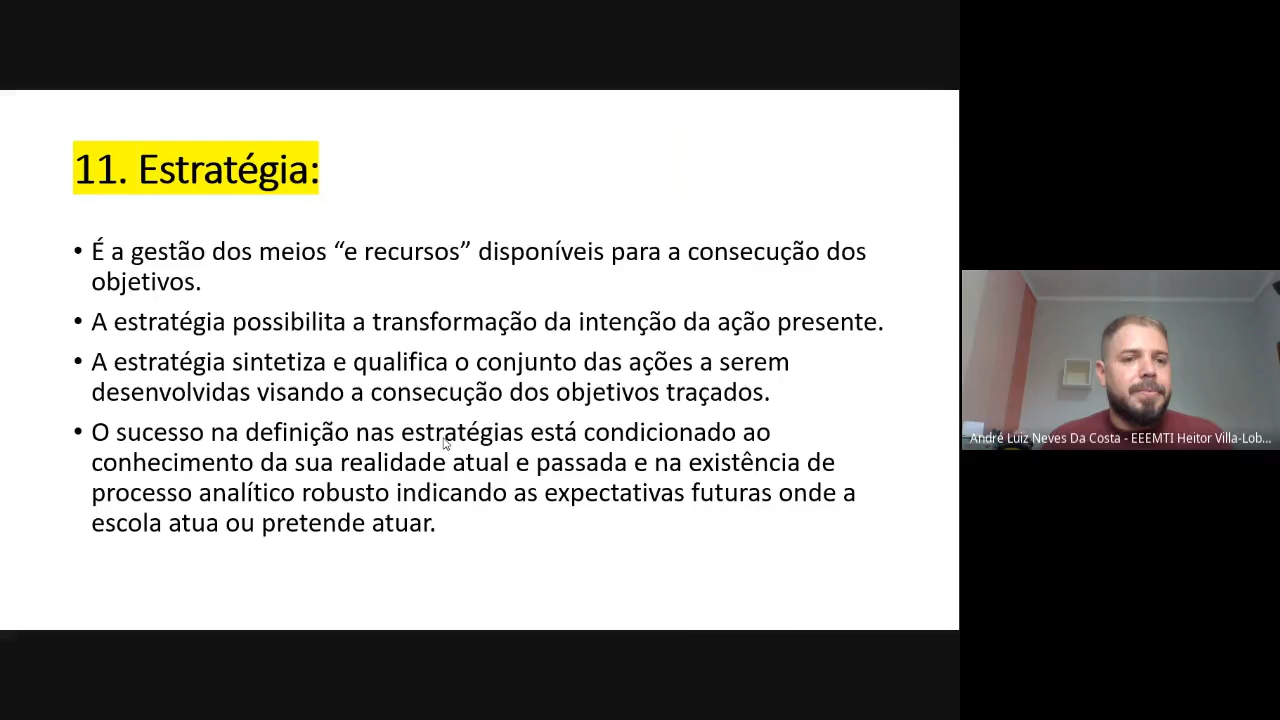 11. Estratégia:
• É a gestão dos meios “e recursos” disponíveis para a consecução dos
objetivos.
• A estratégia possibilita a transformação da intenção da ação presente.
• A estratégia sintetiza e qualifica o conjunto das ações a serem
desenvolvidas visando a consecução dos objetivos traçados.
• O sucesso na definição nas estratégias está condicionado ao
conhecimento da sua realidade atual e passada e na existência de
processo analítico robusto indicando as expectativas futuras onde a
escola atua ou pretende atuar.
André Luiz Neves Da Costa - EEEMTI Heitor Villa-Lob...